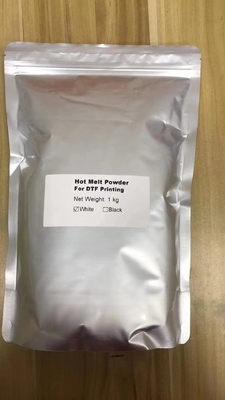 Hot Melt Powder
For DTF Printing
Net Weight: 1 kg
☑White ☐Black